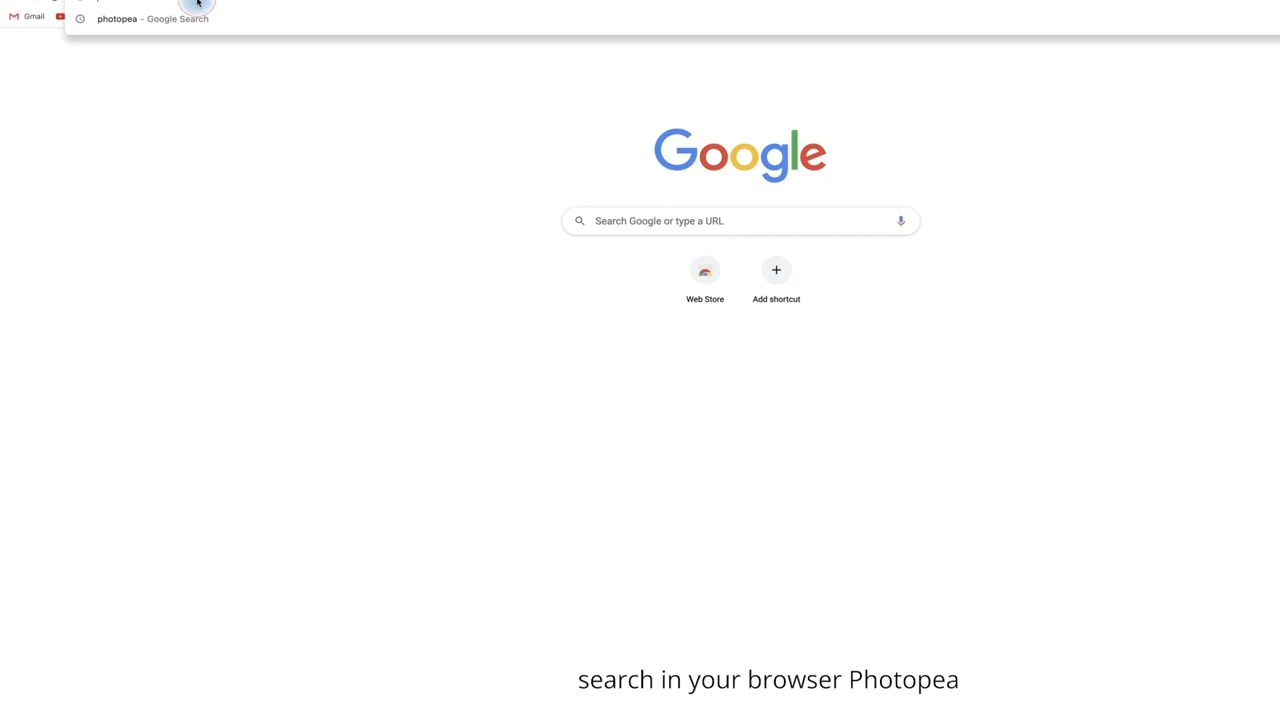 photopea - Google Search
Gmail
Google
Search Google or type a URL
Web Store
Add shortcut
search in your browser Photopea